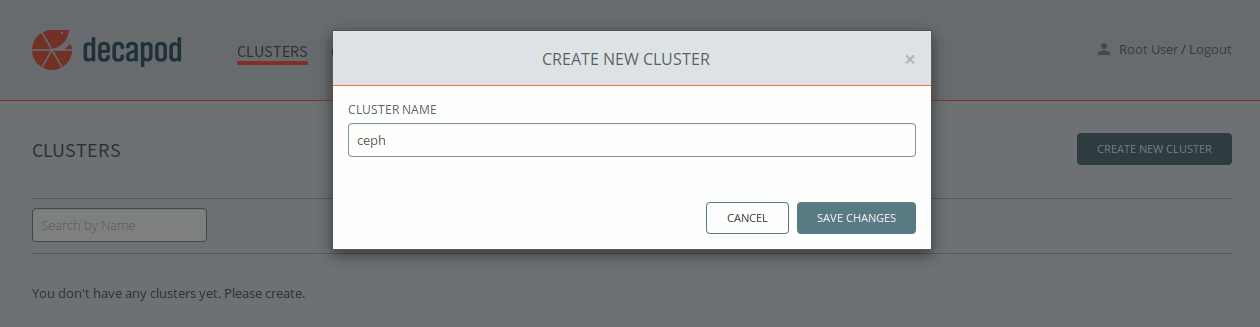 decapod
CLUSTERS
Root User / Logout
CREATE NEW CLUSTER
×
CLUSTER NAME
ceph
CANCEL
SAVE CHANGES
CLUSTERS
CREATE NEW CLUSTER
Search by Name
You don't have any clusters yet. Please create.